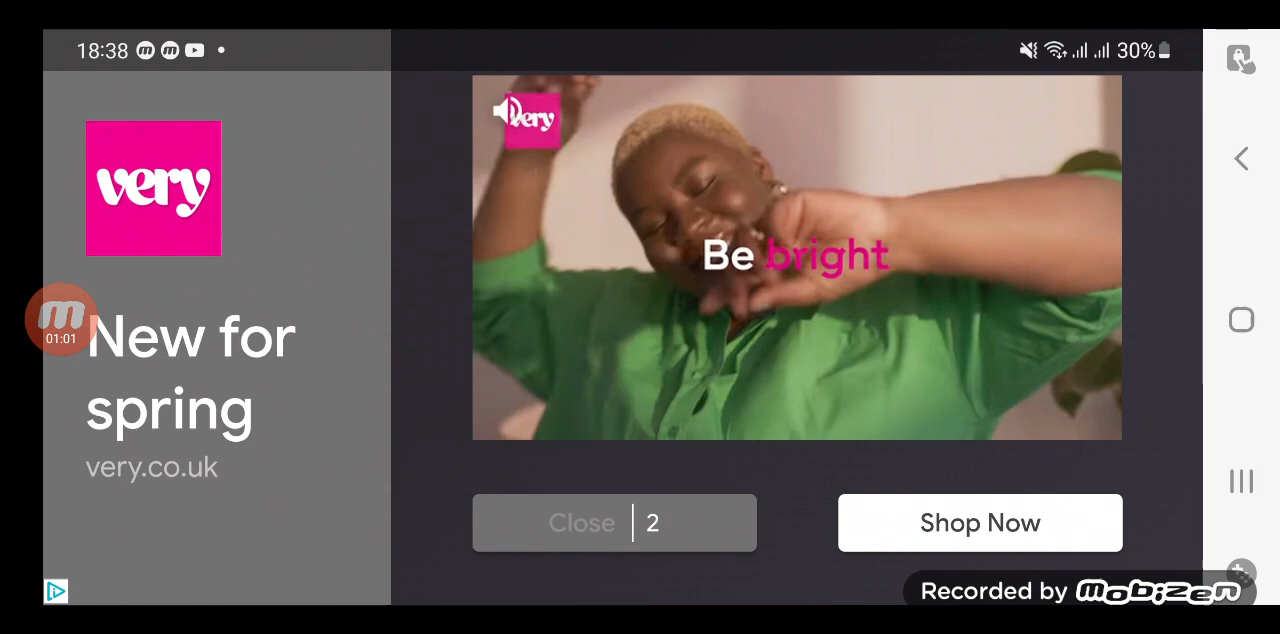 18:38
30%
very
very
Be bright
01:01
New for
spring
very.co.uk
Close | 2
Shop Now
Recorded by mobizen